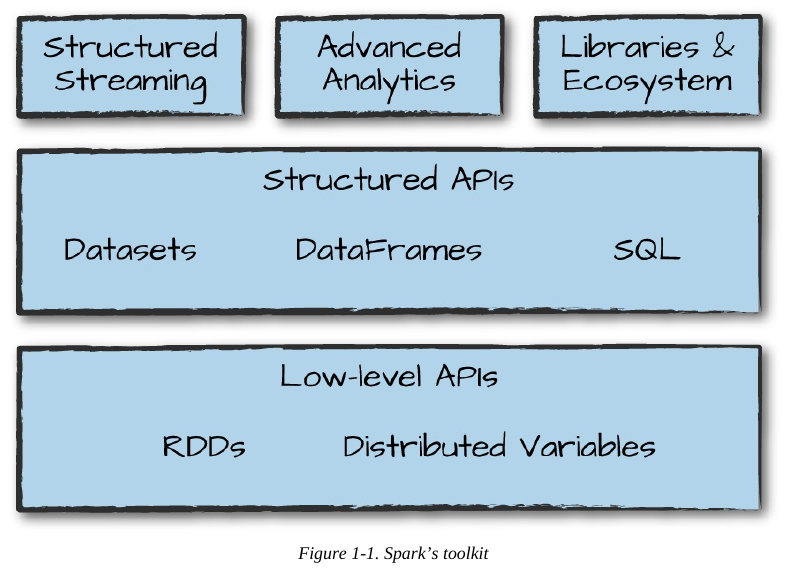 Structured
Streaming
Advanced
Analytics
Libraries &
Ecosystem
Structured APIs
Datasets DataFrames SQL
Low-level APIs
RDDs Distributed Variables
Figure 1-1. Spark’s toolkit